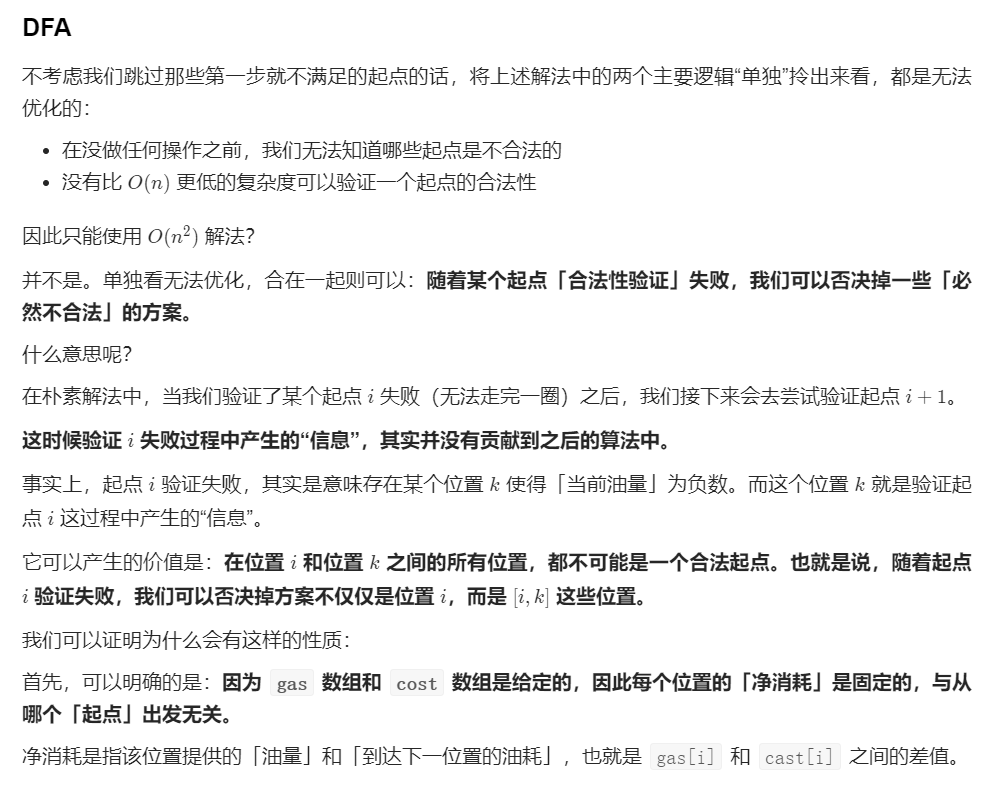 DFA
不考虑我们跳过那些第一步就不满足的起点的话，将上述解法中的两个主要逻辑“单独”拎出来看，都是无法
优化的：
• 在没做任何操作之前，我们无法知道哪些起点是不合法的
• 没有比 O(n) 更低的复杂度可以验证一个起点的合法性
因此只能使用 O(n²) 解法？
并不是。单独看无法优化，合在一起则可以：随着某个起点「合法性验证」失败，我们可以否决掉一些「必
然不合法」的方案。
什么意思呢？
在朴素解法中，当我们验证了某个起点 i 失败（无法走完一圈）之后，我们接下来会去尝试验证起点 i + 1。
这时候验证 i 失败过程中产生的“信息”，其实并没有贡献到之后的算法中。
事实上，起点 i 验证失败，其实是意味存在某个位置 k 使得「当前油量」为负数。而这个位置 k 就是验证起
点 i 这过程中产生的“信息”。
它可以产生的价值是：在位置 i 和位置 k 之间的所有位置，都不可能是一个合法起点。也就是说，随着起点
i 验证失败，我们可以否决掉方案不仅仅是位置 i，而是 [i, k] 这些位置。
我们可以证明为什么会有这样的性质：
首先，可以明确的是：因为 gas 数组和 cost 数组是给定的，因此每个位置的「净消耗」是固定的，与从
哪个「起点」出发无关。
净消耗是指该位置提供的「油量」和「到达下一位置的油耗」，也就是 gas[i] 和 cast[i] 之间的差值。